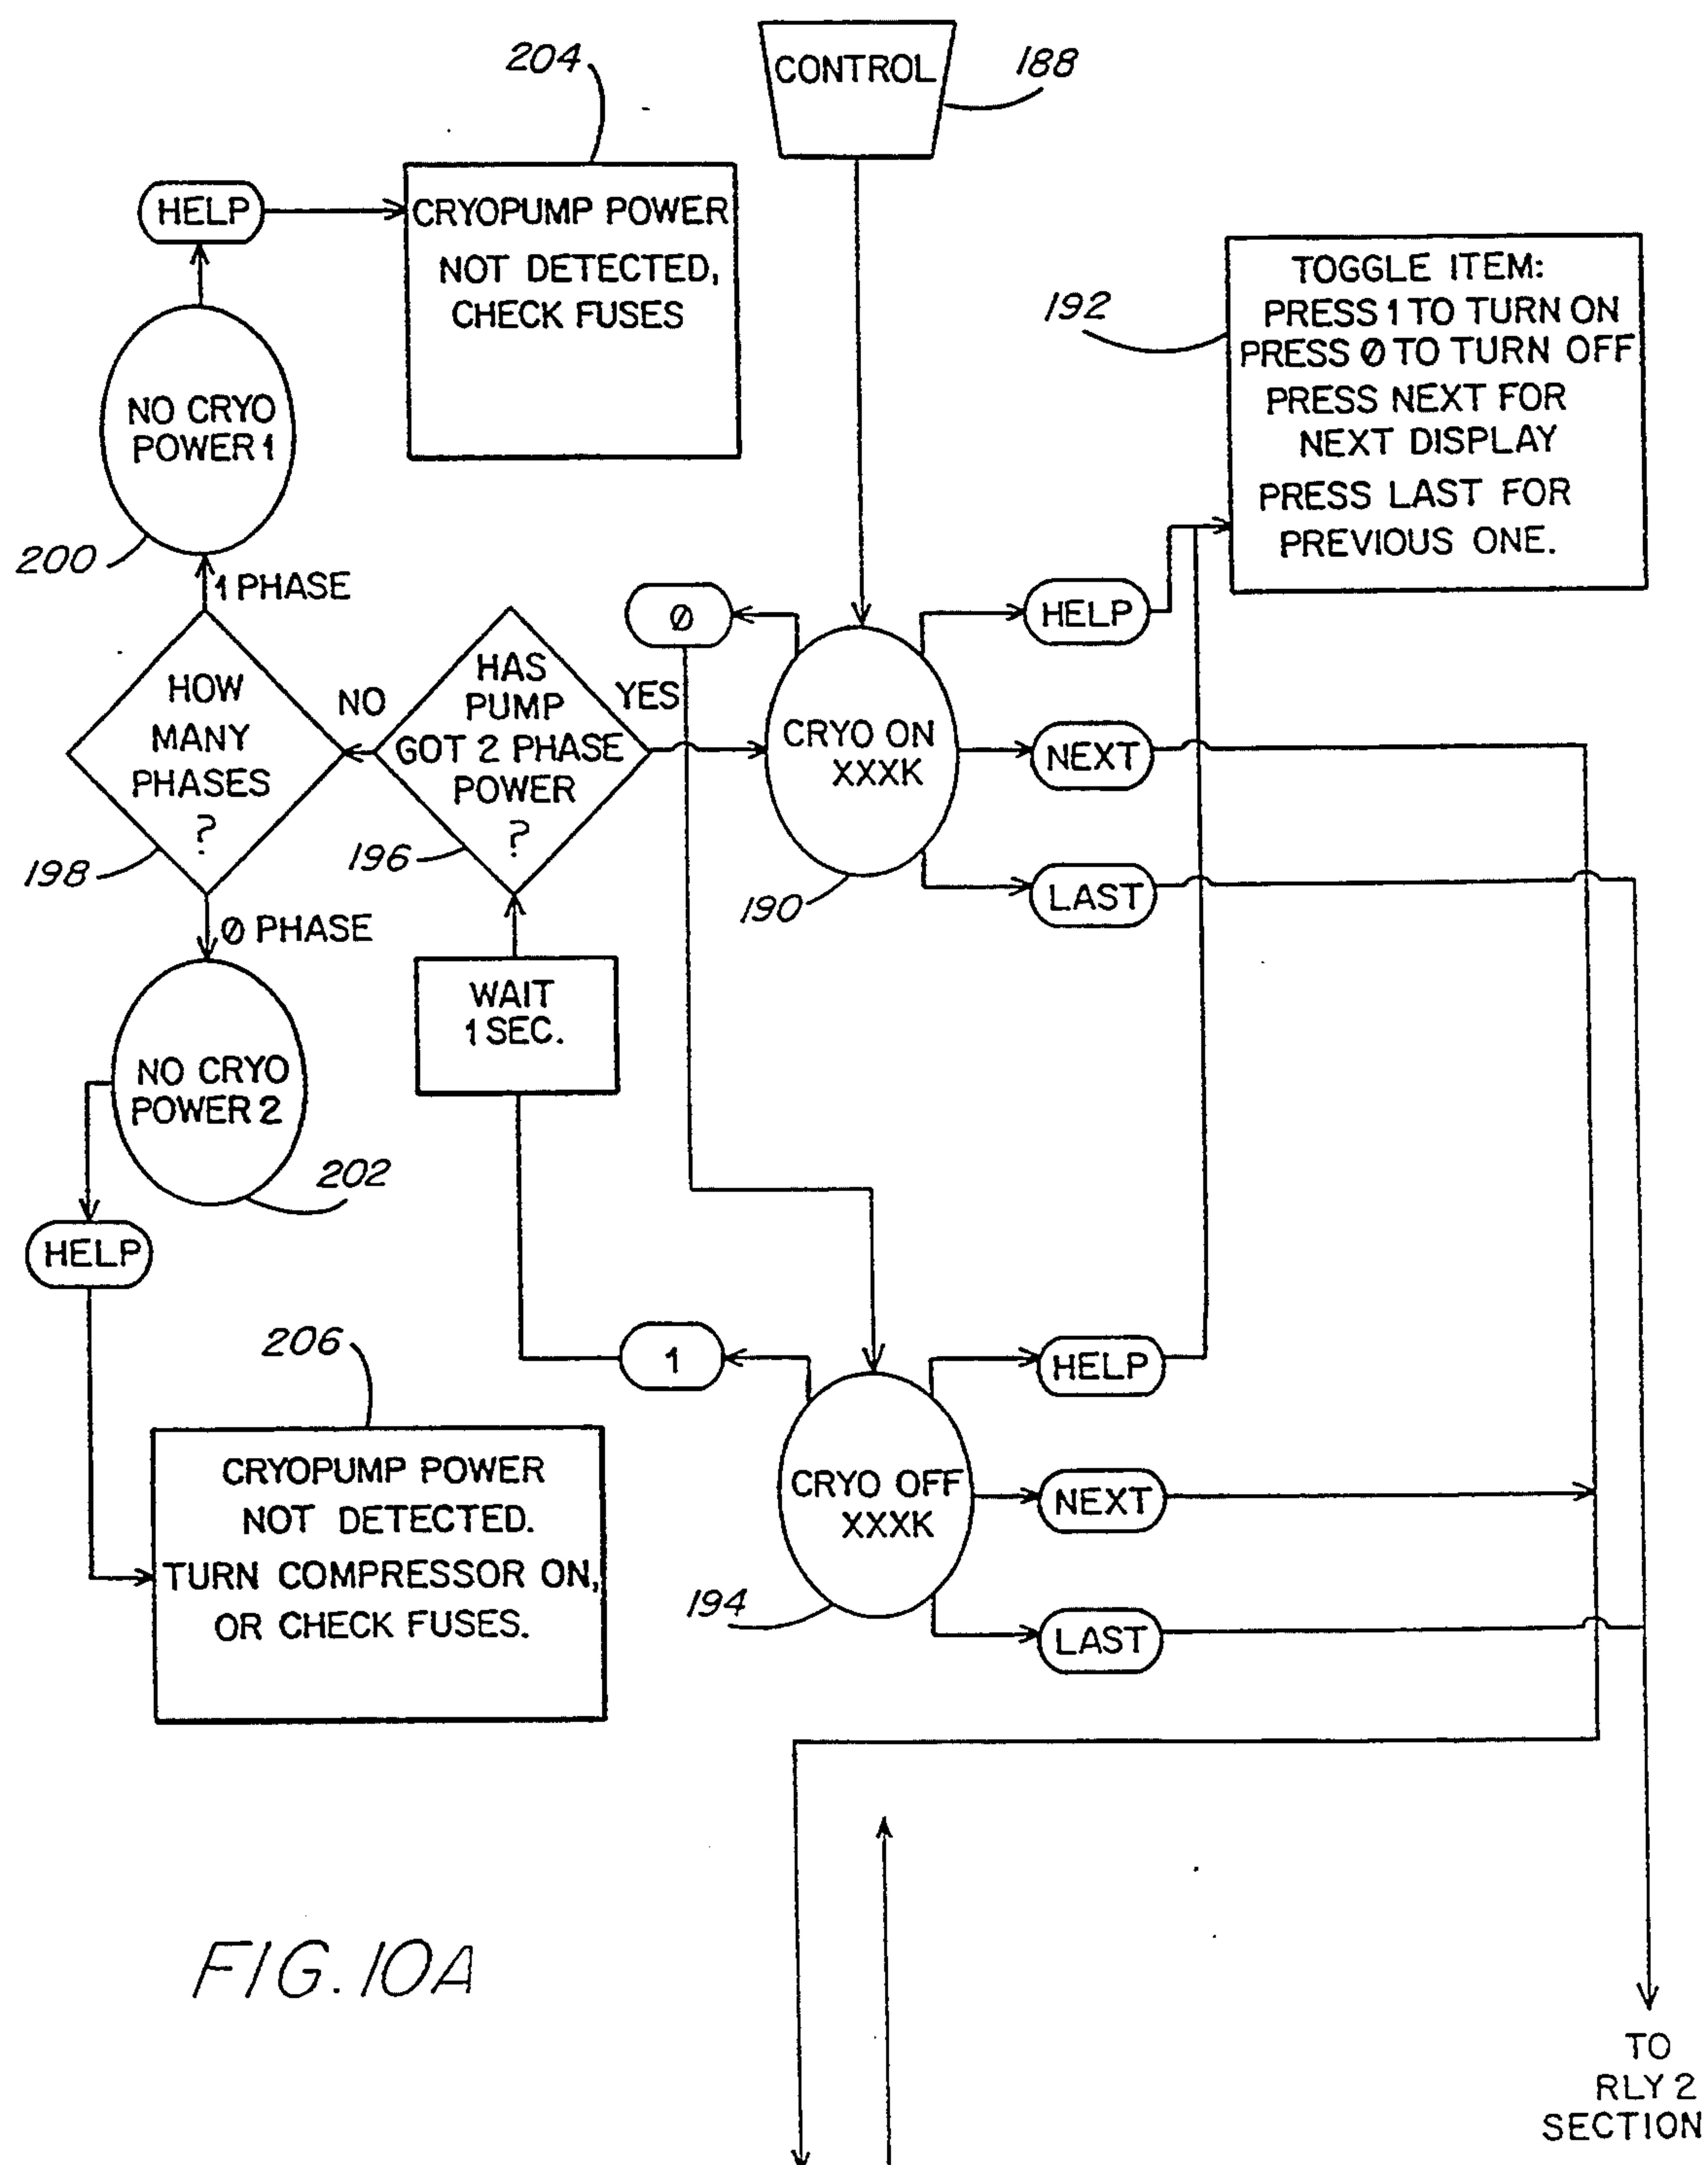 204
CONTROL
188
HELP
CRYOPUMP POWER
NOT DETECTED,
CHECK FUSES
192
TOGGLE ITEM:
PRESS 1 TO TURN ON
PRESS 0 TO TURN OFF
PRESS NEXT FOR
NEXT DISPLAY
PRESS LAST FOR
PREVIOUS ONE.
NO CRYO
POWER 1
200
1 PHASE
0
HELP
HOW
MANY
PHASES
?
198
NO
HAS
PUMP
GOT 2 PHASE
POWER
?
196
YES
CRYO ON
XXXK
190
NEXT
LAST
0 PHASE
WAIT
1 SEC.
NO CRYO
POWER 2
202
HELP
206
1
HELP
CRYOPUMP POWER
NOT DETECTED.
TURN COMPRESSOR ON,
OR CHECK FUSES.
CRYO OFF
XXXK
194
NEXT
LAST
FIG. 10A
TO
RLY 2
SECTION